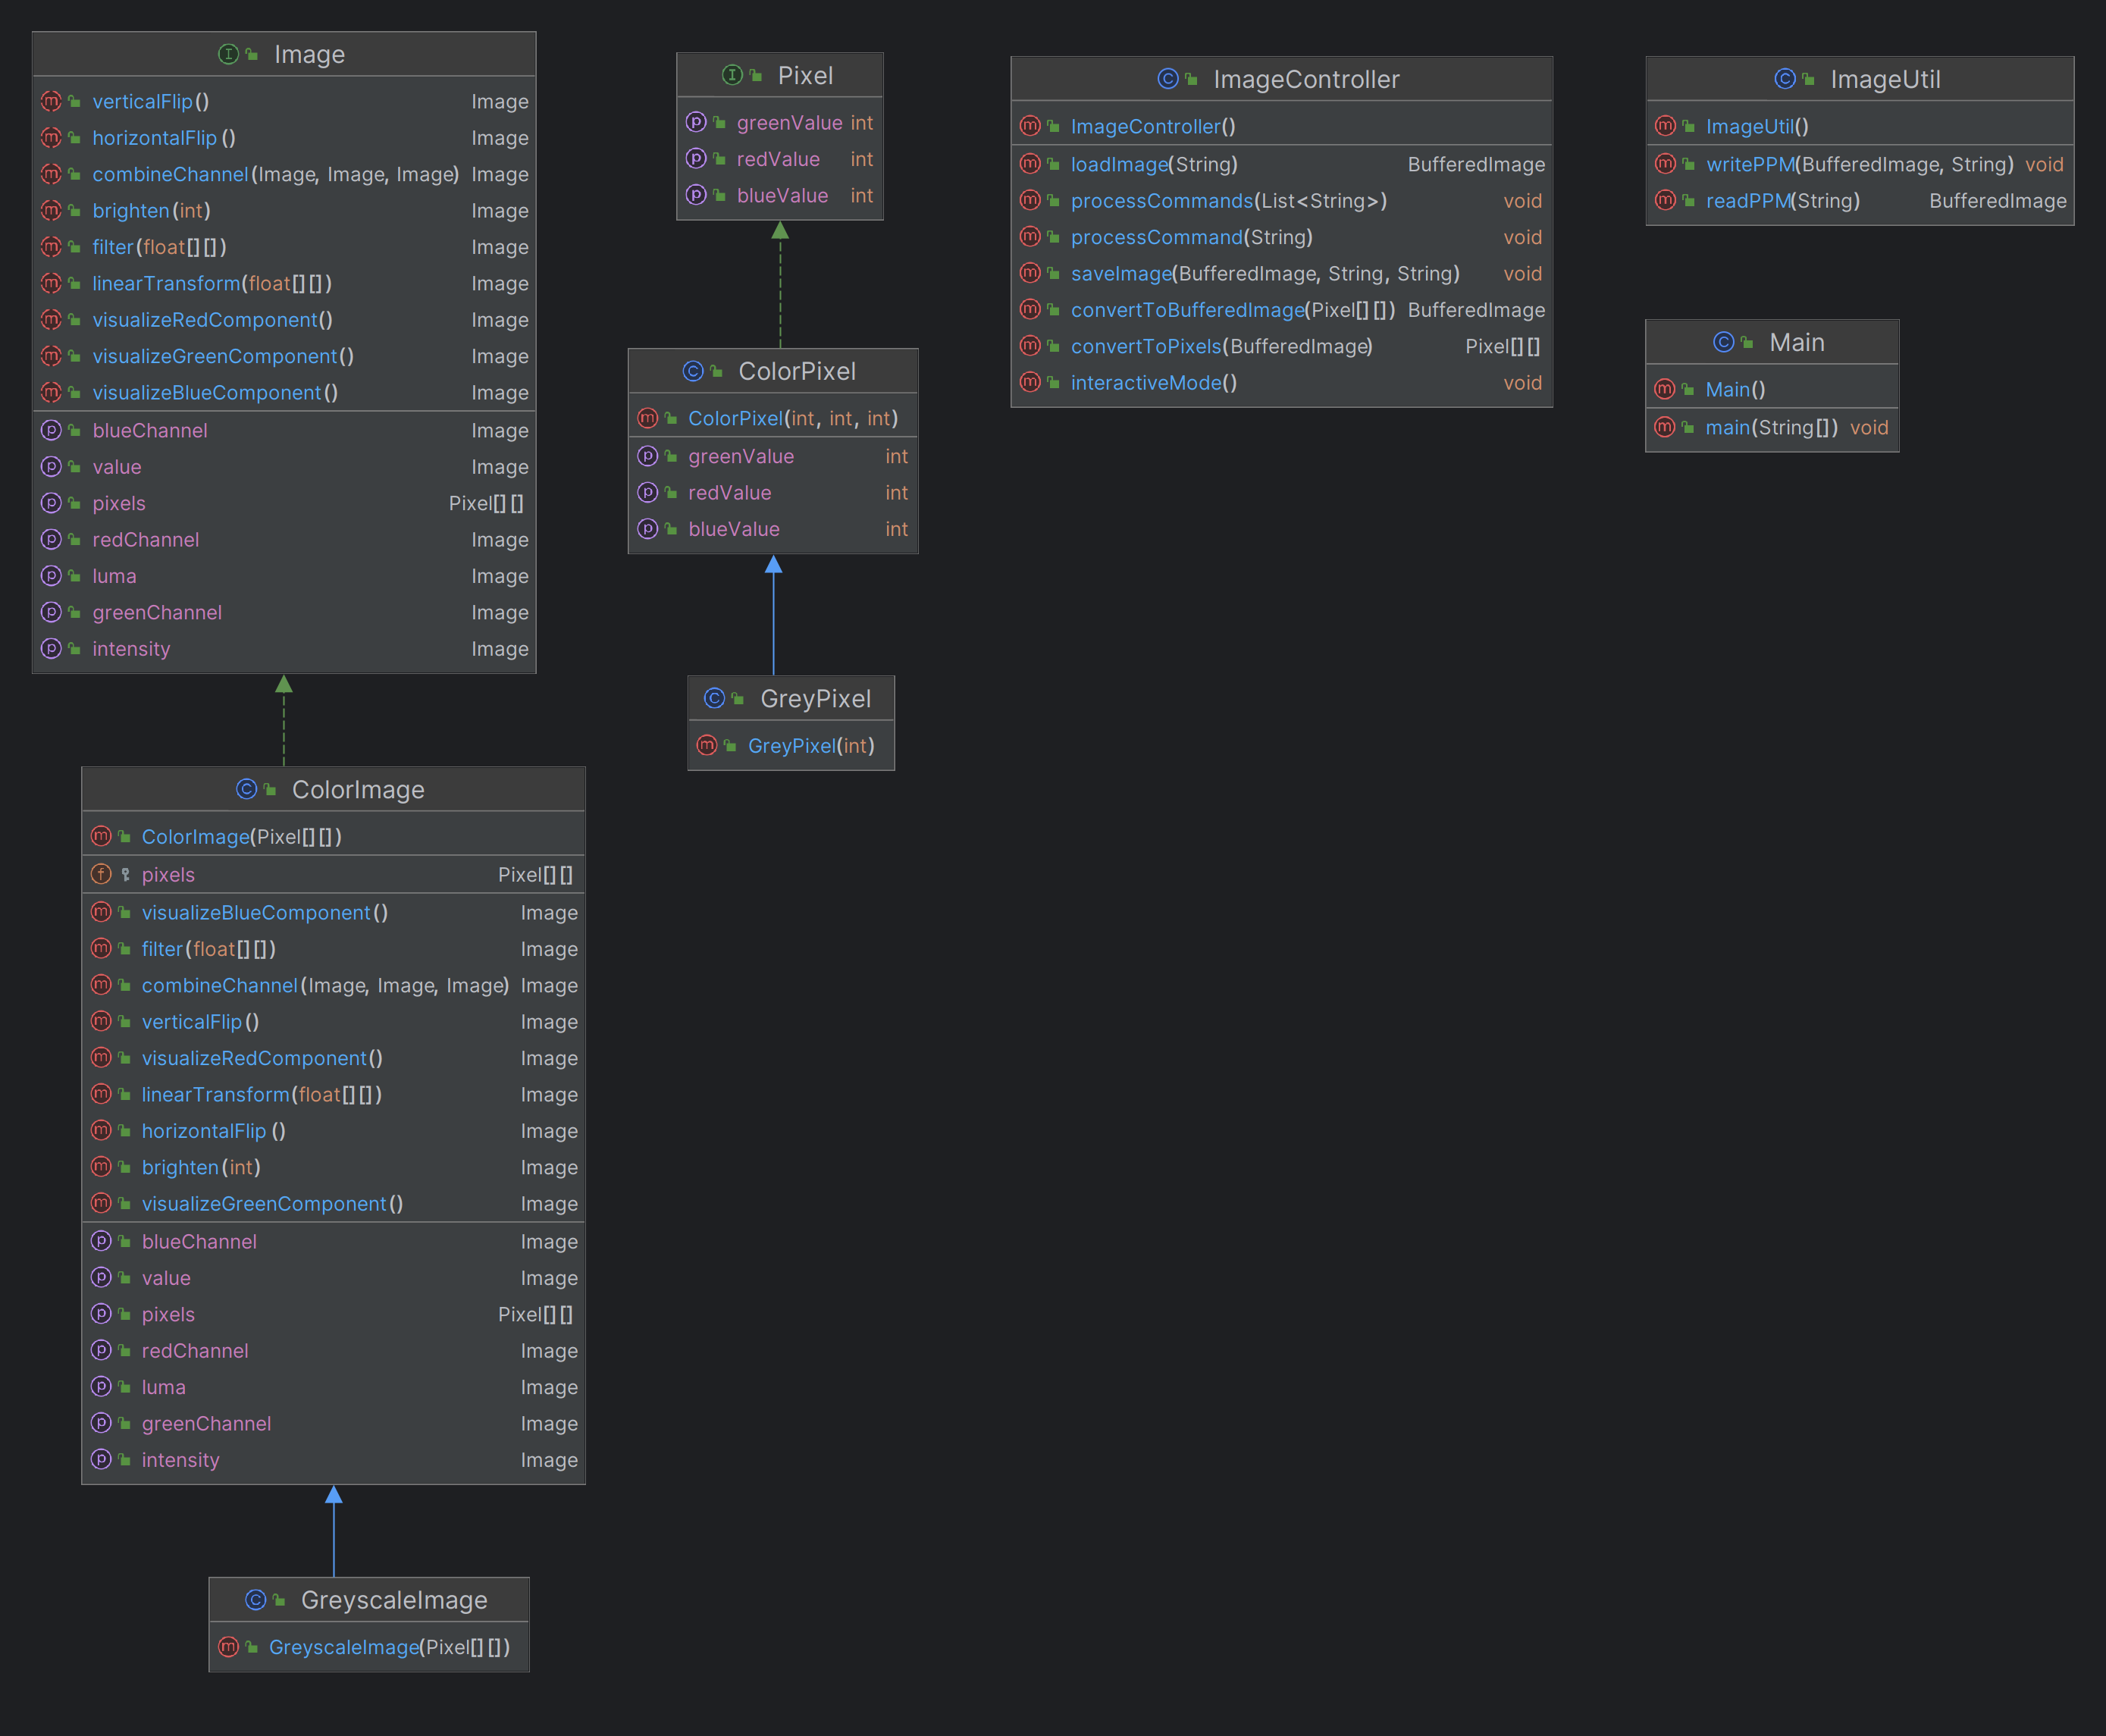 Image
verticalFlip() Image
horizontalFlip() Image
combineChannel(Image, Image, Image) Image
brighten(int) Image
filter(float[][]) Image
linearTransform(float[][]) Image
visualizeRedComponent() Image
visualizeGreenComponent() Image
visualizeBlueComponent() Image
blueChannel Image
value Image
pixels Pixel[][]
redChannel Image
luma Image
greenChannel Image
intensity Image
ColorImage
ColorImage(Pixel[][])
pixels Pixel[][]
visualizeBlueComponent() Image
filter(float[][]) Image
combineChannel(Image, Image, Image) Image
verticalFlip() Image
visualizeRedComponent() Image
linearTransform(float[][]) Image
horizontalFlip() Image
brighten(int) Image
visualizeGreenComponent() Image
blueChannel Image
value Image
pixels Pixel[][]
redChannel Image
luma Image
greenChannel Image
intensity Image
GreyscaleImage
GreyscaleImage(Pixel[][])
Pixel
greenValue int
redValue int
blueValue int
ColorPixel
ColorPixel(int, int, int)
greenValue int
redValue int
blueValue int
GreyPixel
GreyPixel(int)
ImageController
ImageController()
loadImage(String) BufferedImage
processCommands(List<String>) void
processCommand(String) void
saveImage(BufferedImage, String, String) void
convertToBufferedImage(Pixel[][]) BufferedImage
convertToPixels(BufferedImage) Pixel[][]
interactiveMode() void
ImageUtil
ImageUtil()
writePPM(BufferedImage, String) void
readPPM(String) BufferedImage
Main
Main()
main(String[]) void